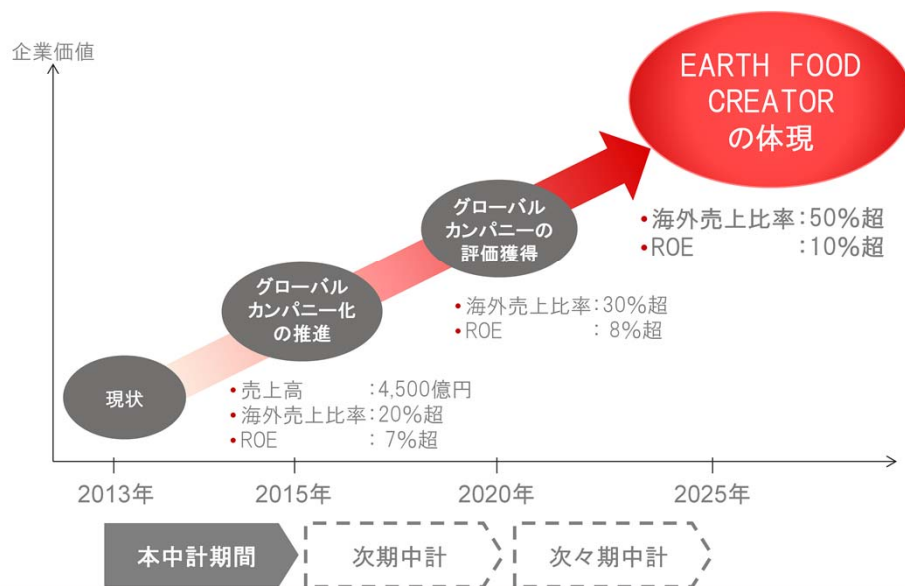 企業価値
EARTH FOOD
CREATOR
の体現
•海外売上比率:50%超
•ROE :10%超
グローバル
カンパニーの
評価獲得
•海外売上比率:30%超
•ROE : 8%超
グローバル
カンパニー化
の推進
•売上高 :4,500億円
•海外売上比率:20%超
•ROE : 7%超
現状
2013年
2015年
2020年
2025年
本中計期間
次期中計
次々期中計